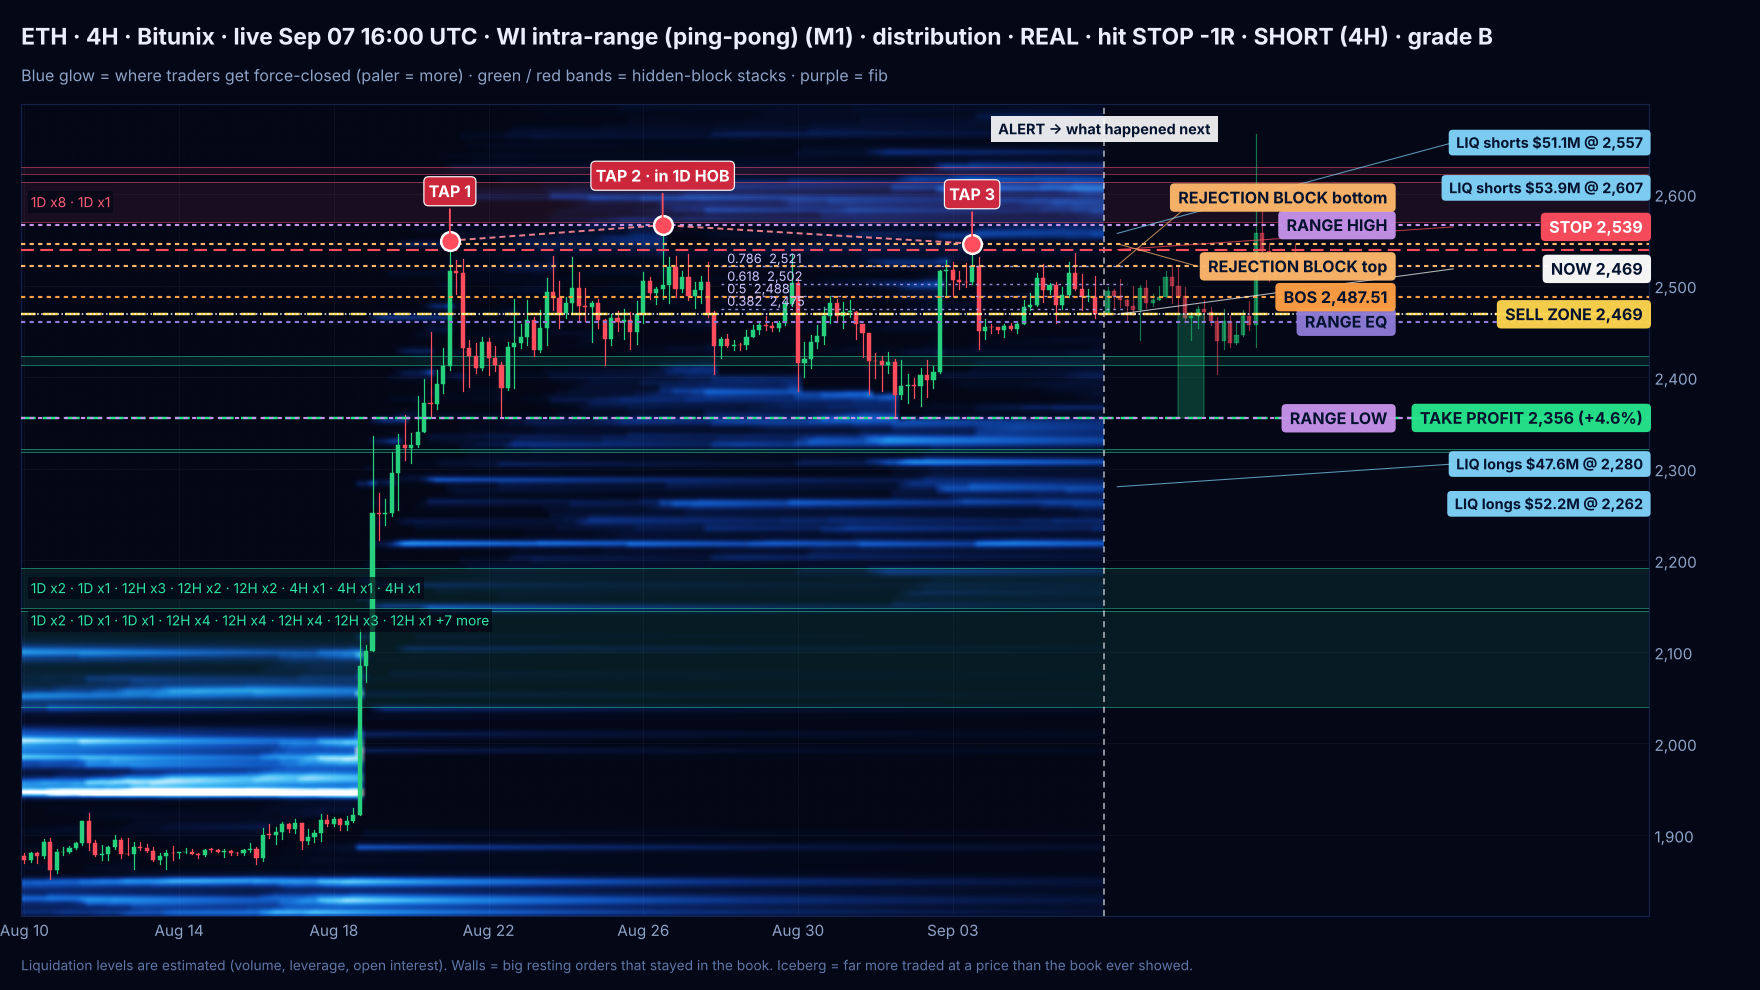 ETH · 4H · Bitunix · live Sep 07 16:00 UTC · WI intra-range (ping-pong) (M1) · distribution · REAL · hit STOP -1R · SHORT (4H) · grade B
Blue glow = where traders get force-closed (paler = more) · green / red bands = hidden-block stacks · purple = fib
ALERT → what happened next
LIQ shorts $51.1M @ 2,557
TAP 1
TAP 2 · in 1D HOB
TAP 3
LIQ shorts $53.9M @ 2,607
REJECTION BLOCK bottom
2,600
1D x8 · 1D x1
RANGE HIGH
STOP 2,539
0.786 2,521
REJECTION BLOCK top
NOW 2,469
0.618 2,502
0.5 2,488
2,500
0.382 2,475
BOS 2,487.51
SELL ZONE 2,469
RANGE EQ
2,400
RANGE LOW
TAKE PROFIT 2,356 (+4.6%)
LIQ longs $47.6M @ 2,280
2,300
LIQ longs $52.2M @ 2,262
2,200
1D x2 · 1D x1 · 12H x3 · 12H x2 · 12H x2 · 4H x1 · 4H x1 · 4H x1
1D x2 · 1D x1 · 1D x1 · 12H x4 · 12H x4 · 12H x4 · 12H x3 · 12H x1 +7 more
2,100
2,000
1,900
Aug 10
Aug 14
Aug 18
Aug 22
Aug 26
Aug 30
Sep 03
Liquidation levels are estimated (volume, leverage, open interest). Walls = big resting orders that stayed in the book. Iceberg = far more traded at a price than the book ever showed.